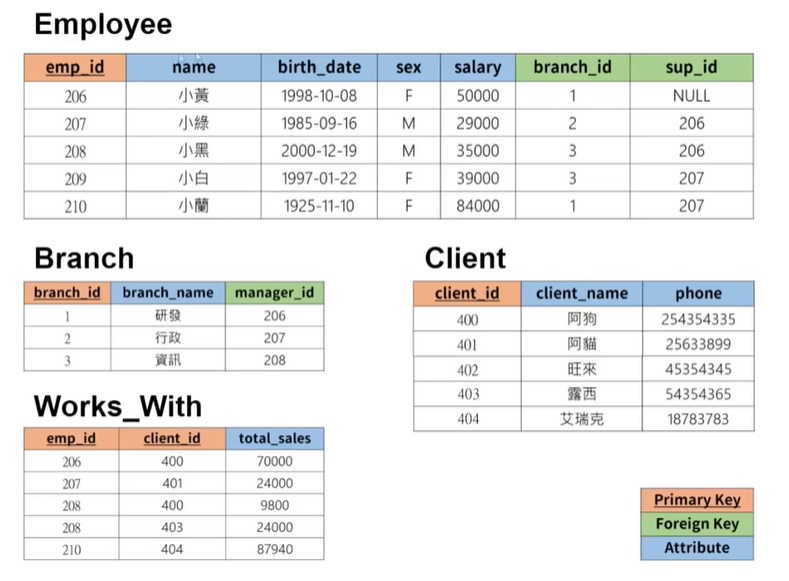 Employee
emp_id name birth_date sex salary branch_id sup_id
206 小黃 1998-10-08 F 50000 1 NULL
207 小綠 1985-09-16 M 29000 2 206
208 小黑 2000-12-19 M 35000 3 206
209 小白 1997-01-22 F 39000 3 207
210 小蘭 1925-11-10 F 84000 1 207
Branch
branch_id branch_name manager_id
1 研發 206
2 行政 207
3 資訊 208
Client
client_id client_name phone
400 阿狗 254354335
401 阿貓 25633899
402 旺來 45354345
403 露西 54354365
404 艾瑞克 18783783
Works_With
emp_id client_id total_sales
206 400 70000
207 401 24000
208 400 9800
208 403 24000
210 404 87940
Primary Key
Foreign Key
Attribute